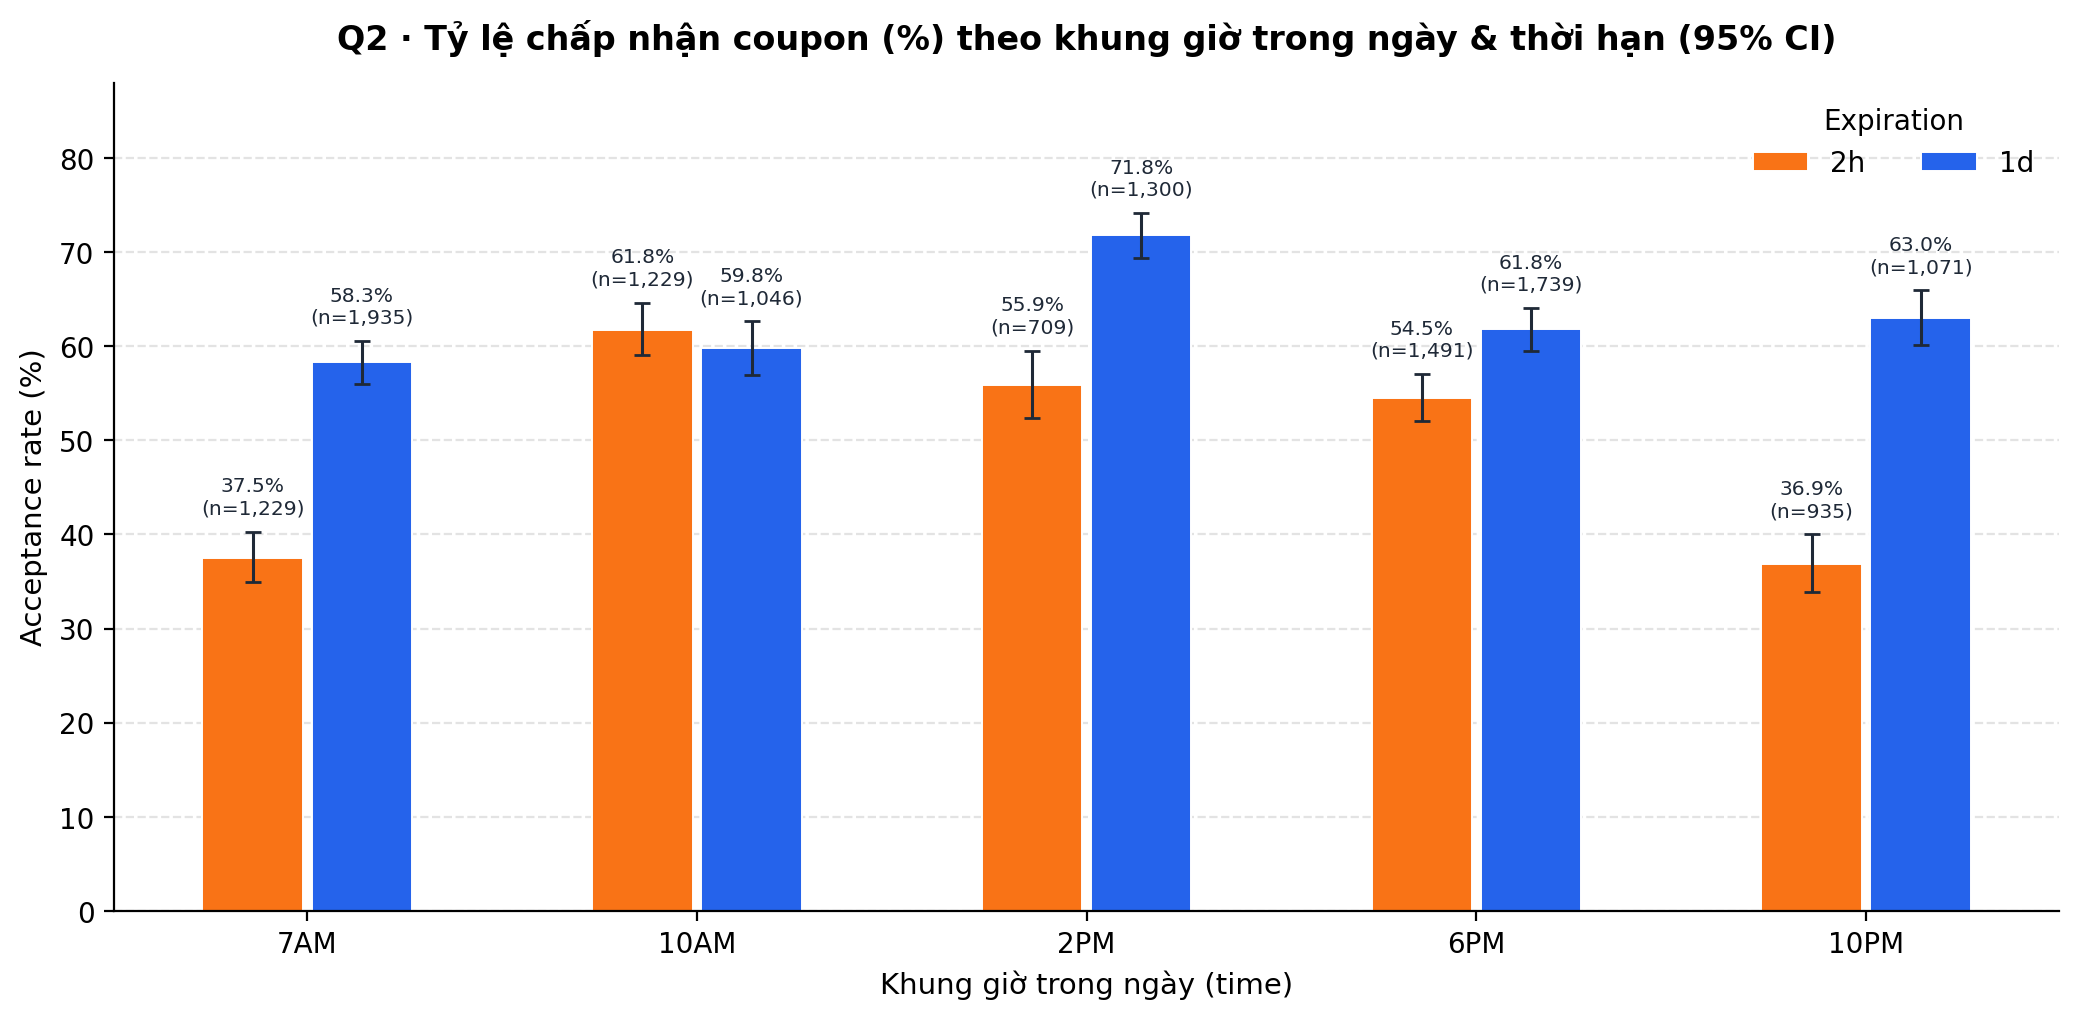 Q2 · Tỷ lệ chấp nhận coupon (%) theo khung giờ trong ngày & thời hạn (95% CI)
Expiration
2h 1d
Acceptance rate (%)
80
70
60
50
40
30
20
10
0
37.5%
(n=1,229)
58.3%
(n=1,935)
61.8%
(n=1,229)
59.8%
(n=1,046)
55.9%
(n=709)
71.8%
(n=1,300)
54.5%
(n=1,491)
61.8%
(n=1,739)
36.9%
(n=935)
63.0%
(n=1,071)
7AM 10AM 2PM 6PM 10PM
Khung giờ trong ngày (time)